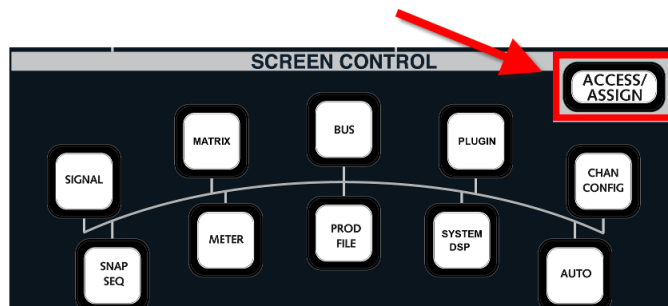 SCREEN CONTROL
ACCESS/
ASSIGN
BUS
MATRIX
PLUGIN
SIGNAL
CHAN
CONFIG
METER
PROD
FILE
SYSTEM
DSP
SNAP
SEQ
AUTO